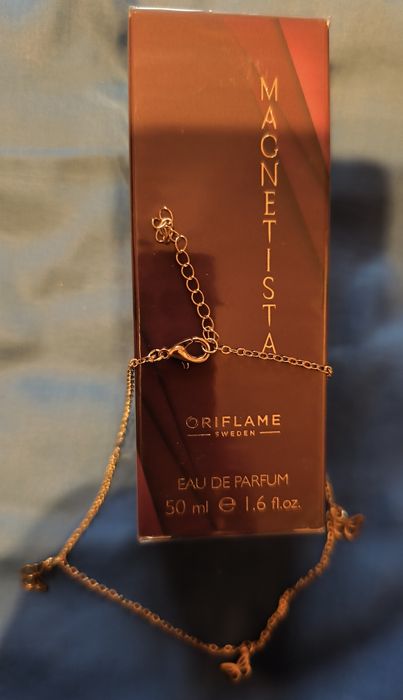 MAGNETISTA
ORIFLAME
SWEDEN
EAU DE PARFUM
50 ml ℮ 1.6 fl.oz.